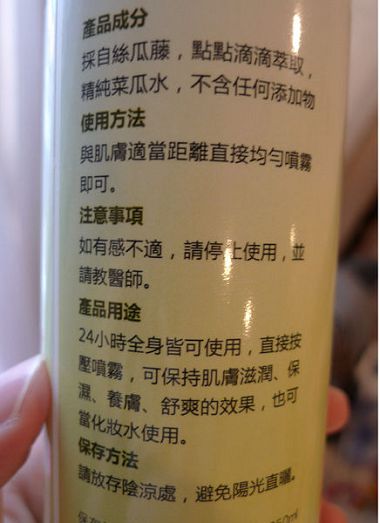 產品成分
採自絲瓜藤，點點滴滴萃取，
精純菜瓜水，不含任何添加物
使用方法
與肌膚適當距離直接均勻噴霧
即可。
注意事項
如有感不適，請停止使用，並
請教醫師。
產品用途
24小時全身皆可使用，直接按
壓噴霧，可保持肌膚滋潤、保
濕、養膚、舒爽的效果，也可
當化妝水使用。
保存方法
請放存陰涼處，避免陽光直曬。